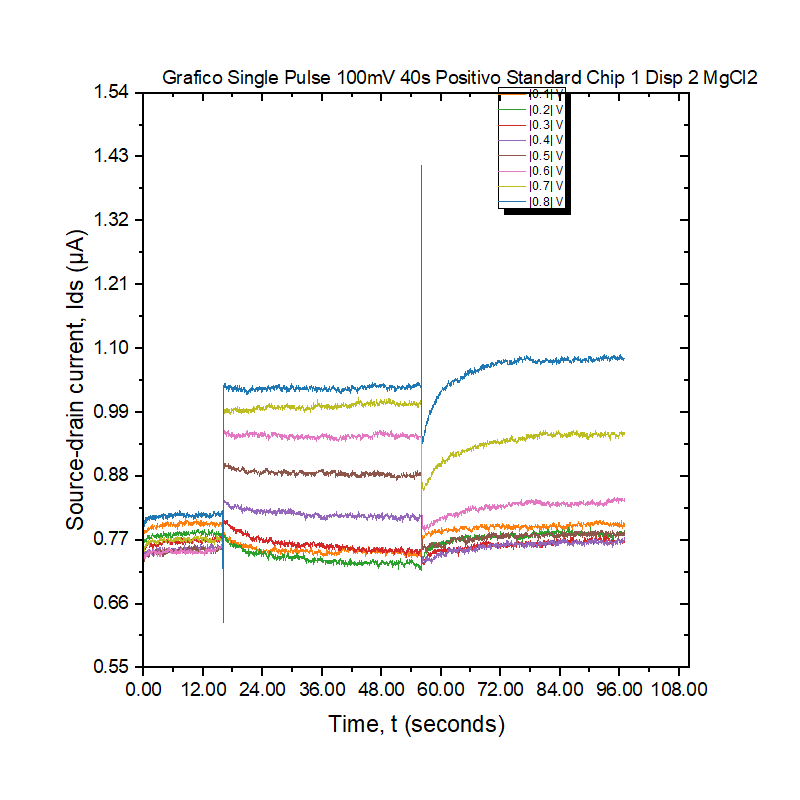 Grafico Single Pulse 100mV 40s Positivo Standard Chip 1 Disp 2 MgCl2
|0.1| V
|0.2| V
|0.3| V
|0.4| V
|0.5| V
|0.6| V
|0.7| V
|0.8| V
1.54
1.43
1.32
1.21
1.10
0.99
0.88
0.77
0.66
0.55
Source-drain current, Ids (µA)
0.00 12.00 24.00 36.00 48.00 60.00 72.00 84.00 96.00 108.00
Time, t (seconds)